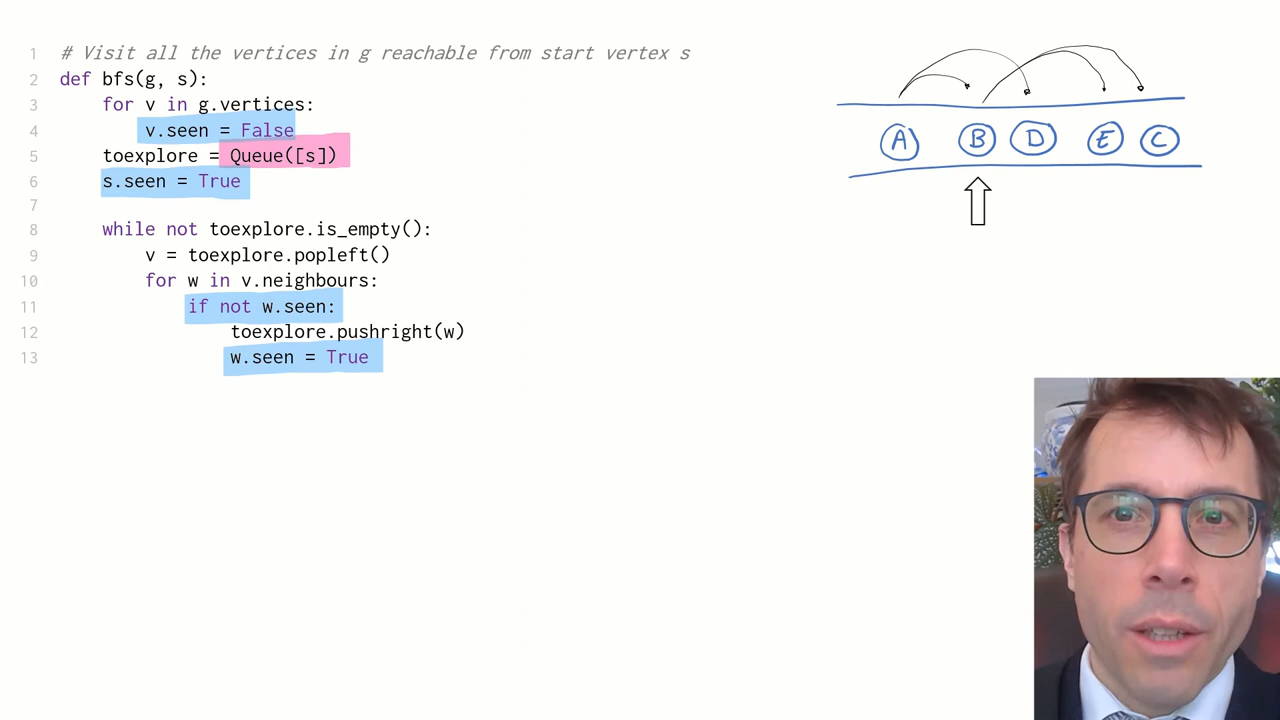 1 # Visit all the vertices in g reachable from start vertex s
2 def bfs(g, s):
3     for v in g.vertices:
4         v.seen = False
5     toexplore = Queue([s])
6     s.seen = True
7
8     while not toexplore.is_empty():
9         v = toexplore.popleft()
10         for w in v.neighbours:
11             if not w.seen:
12                 toexplore.pushright(w)
13                 w.seen = True
A B D E C